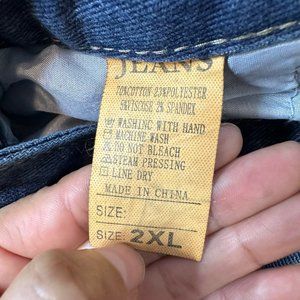 JEANS
70%COTTON 23%POLYESTER
5%VISCOSE 2% SPANDEX
WASHING WITH HAND
MACHINE WASH
DO NOT BLEACH
STEAM PRESSING
LINE DRY
MADE IN CHINA
SIZE:
SIZE: 2XL